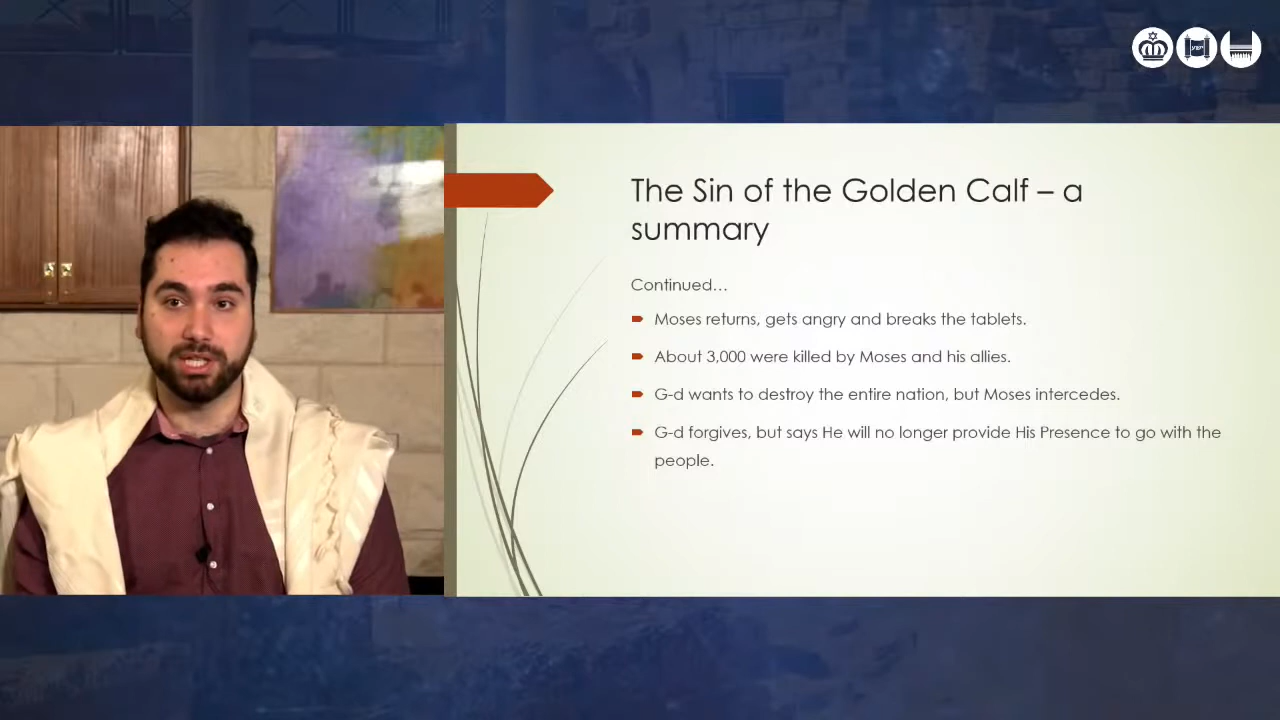 The Sin of the Golden Calf – a
summary
Continued…
Moses returns, gets angry and breaks the tablets.
About 3,000 were killed by Moses and his allies.
G-d wants to destroy the entire nation, but Moses intercedes.
G-d forgives, but says He will no longer provide His Presence to go with the
people.